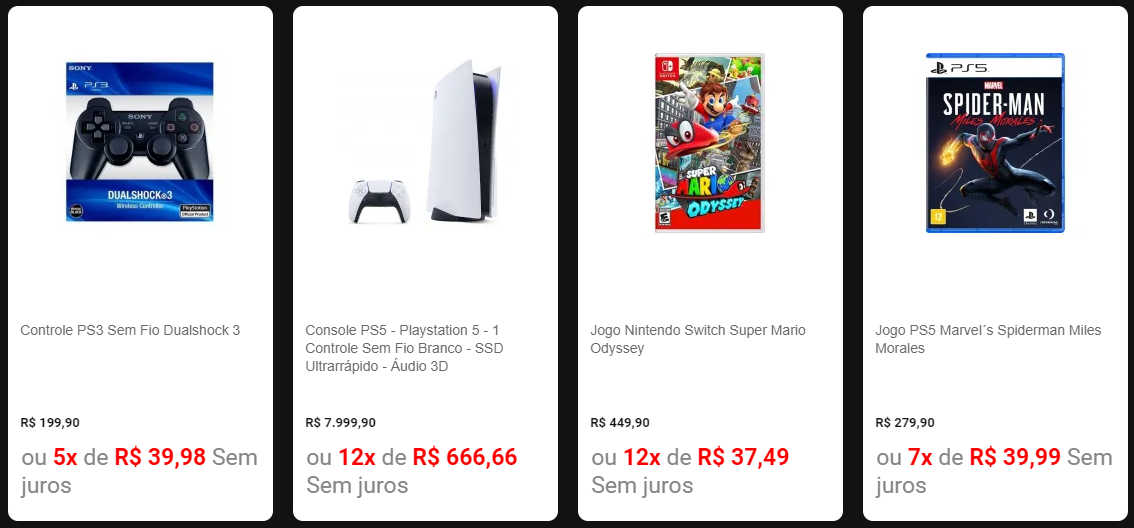 SONY
PS3
SONY
DUALSHOCK®3
Wireless Controller
PlayStation
Official Product
Controle PS3 Sem Fio Dualshock 3
R$ 199,90
ou 5x de R$ 39,98 Sem
juros
Console PS5 - Playstation 5 - 1
Controle Sem Fio Branco - SSD
Ultrarrápido - Áudio 3D
R$ 7.999,90
ou 12x de R$ 666,66
Sem juros
SWITCH
SUPER
MARIO
ODYSSEY
Jogo Nintendo Switch Super Mario
Odyssey
R$ 449,90
ou 12x de R$ 37,49
Sem juros
PS5
MARVEL
SPIDER-MAN
MILES MORALES
12
Jogo PS5 Marvel´s Spiderman Miles
Morales
R$ 279,90
ou 7x de R$ 39,99 Sem
juros